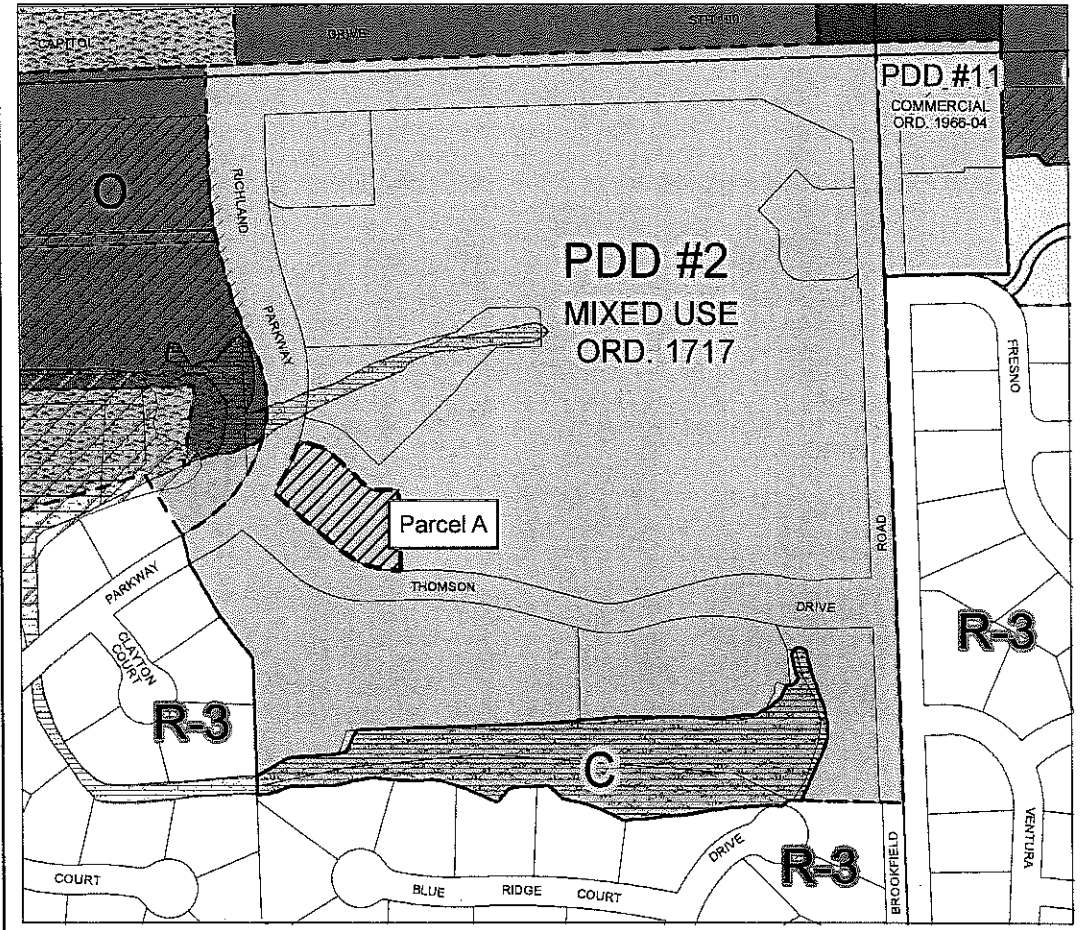 CAPITOL
DRIVE
STH 190
PDD #11
COMMERCIAL
ORD. 1966-04
O
RICHLAND
PARKWAY
PDD #2
MIXED USE
ORD. 1717
FRESNO
Parcel A
ROAD
PARKWAY
THOMSON
DRIVE
CLAYTON
COURT
R-3
R-3
C
VENTURA
DRIVE
R-3
BROOKFIELD
COURT
BLUE RIDGE COURT